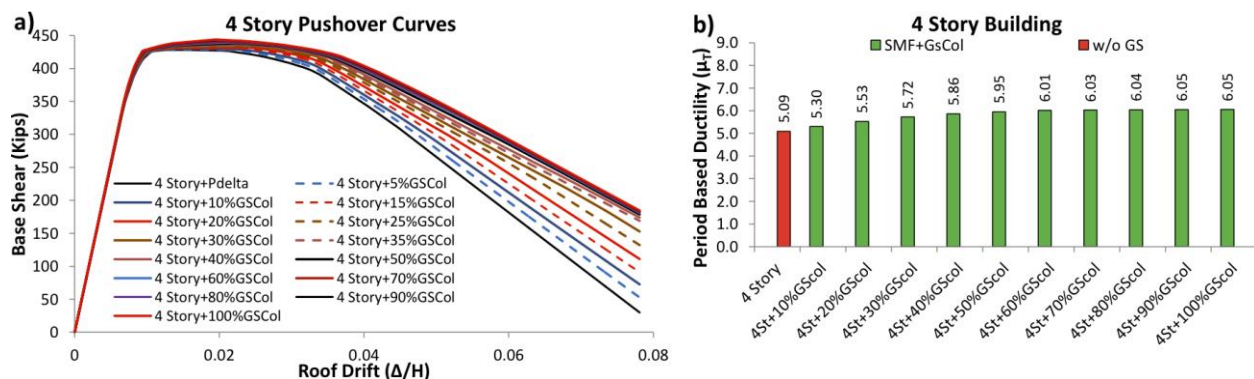 a)
4 Story Pushover Curves
Base Shear (Kips)
450
400
350
300
250
200
150
100
50
0
4 Story+Pdelta
4 Story+5%GSCol
4 Story+10%GSCol
4 Story+15%GSCol
4 Story+20%GSCol
4 Story+25%GSCol
4 Story+30%GSCol
4 Story+35%GSCol
4 Story+40%GSCol
4 Story+50%GSCol
4 Story+60%GSCol
4 Story+70%GSCol
4 Story+80%GSCol
4 Story+90%GSCol
4 Story+100%GSCol
0
0.02
0.04
0.06
0.08
Roof Drift (Δ/H)
b)
4 Story Building
SMF+GsCol
w/o GS
Period Based Ductility (μT)
9.0
8.0
7.0
6.0
5.0
4.0
3.0
2.0
1.0
0.0
5.09
5.30
5.53
5.72
5.86
5.95
6.01
6.03
6.04
6.05
6.05
4 Story
4St+10%GScol
4St+20%GScol
4St+30%GScol
4St+40%GScol
4St+50%GScol
4St+60%GScol
4St+70%GScol
4St+80%GScol
4St+90%GScol
4St+100%GScol